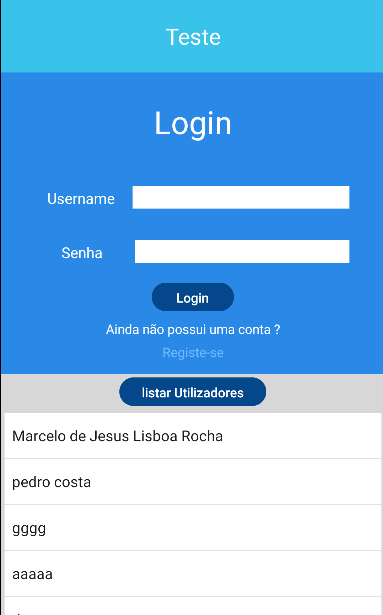 Teste
Login
Username
Senha
Login
Ainda não possui uma conta ?
Registe-se
listar Utilizadores
Marcelo de Jesus Lisboa Rocha
pedro costa
gggg
aaaaa